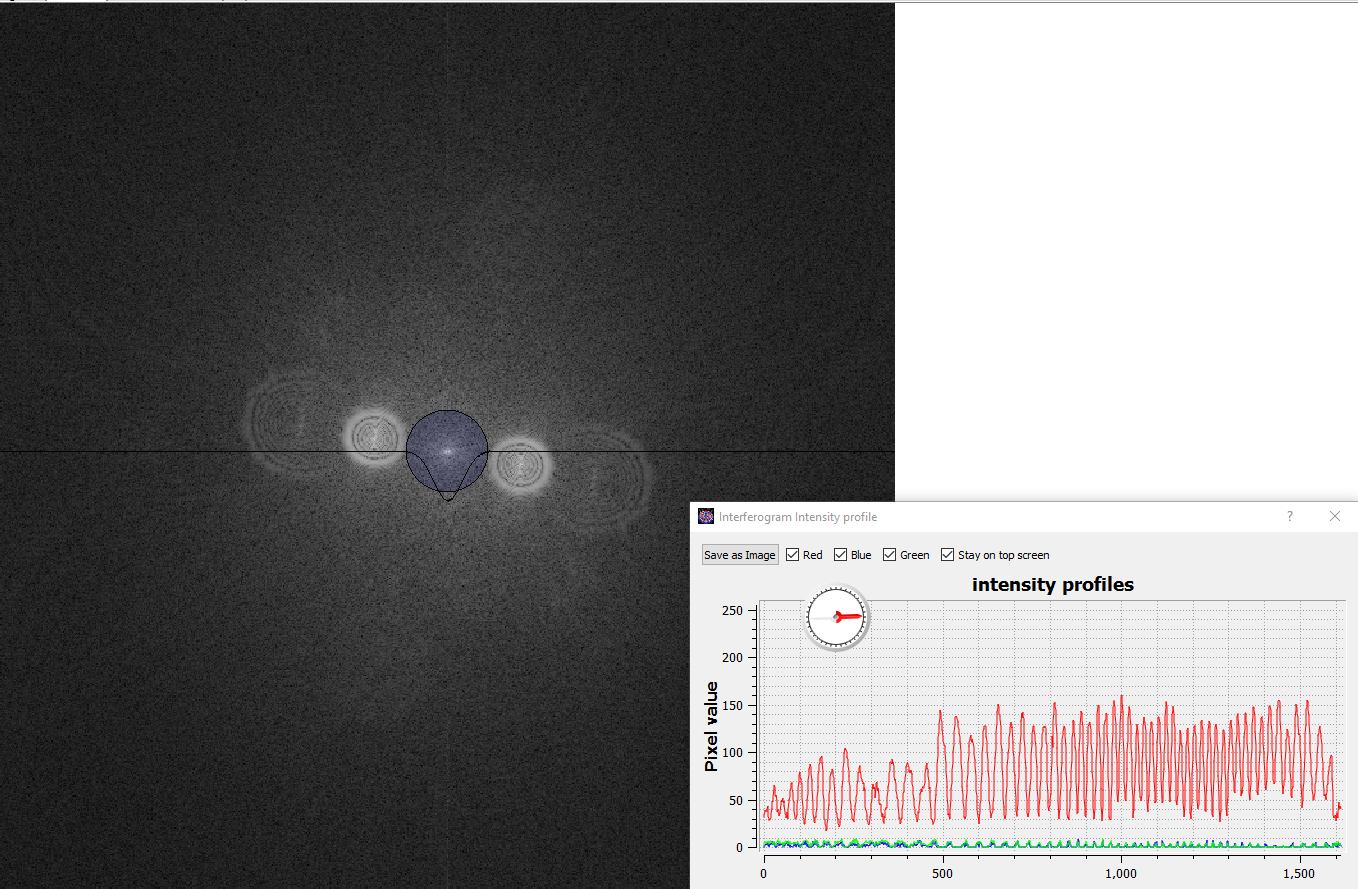 Interferogram Intensity profile
?
Save as Image Red Blue Green Stay on top screen
intensity profiles
Pixel value
250
200
150
100
50
0
0 500 1,000 1,500